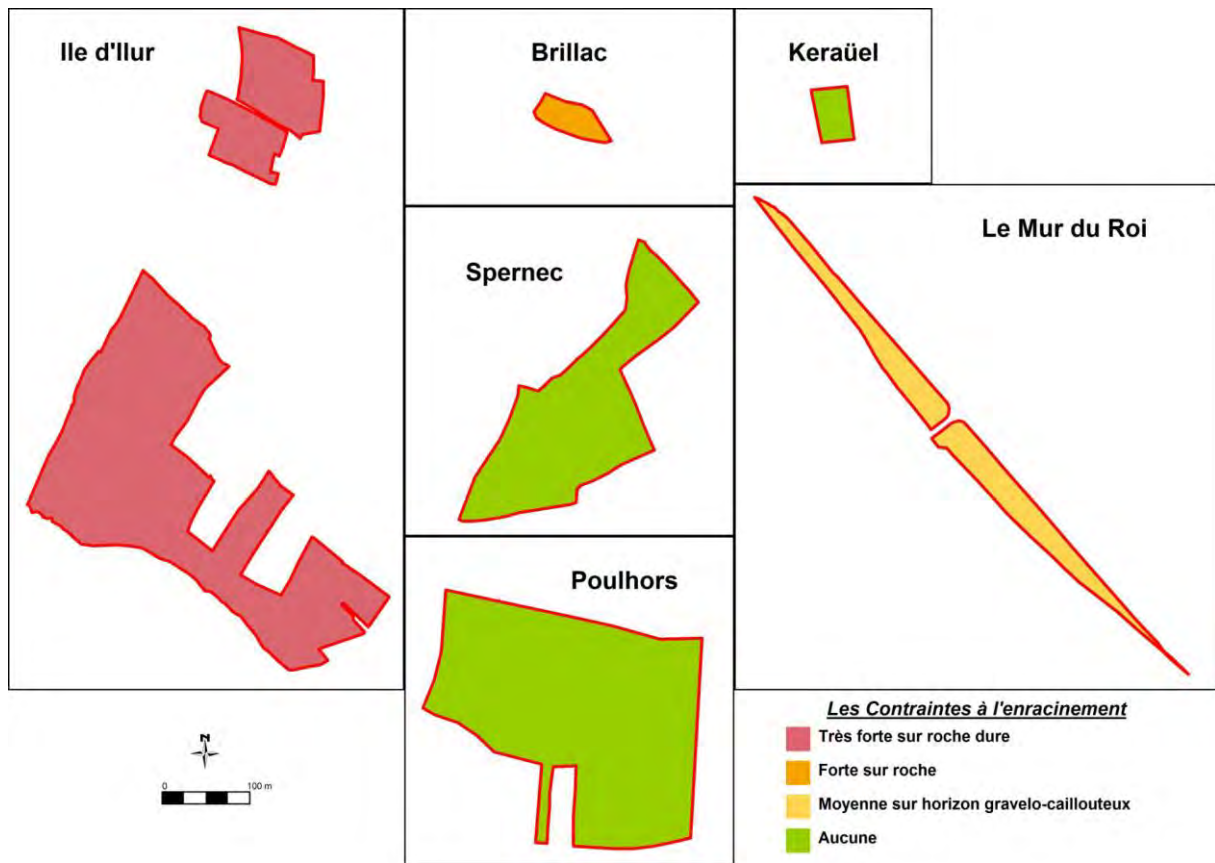 Ile d'Ilur
Brillac
Keraüel
Spernec
Le Mur du Roi
Poulhors
N
0 100 m
Les Contraintes à l'enracinement
Très forte sur roche dure
Forte sur roche
Moyenne sur horizon gravelo-caillouteux
Aucune